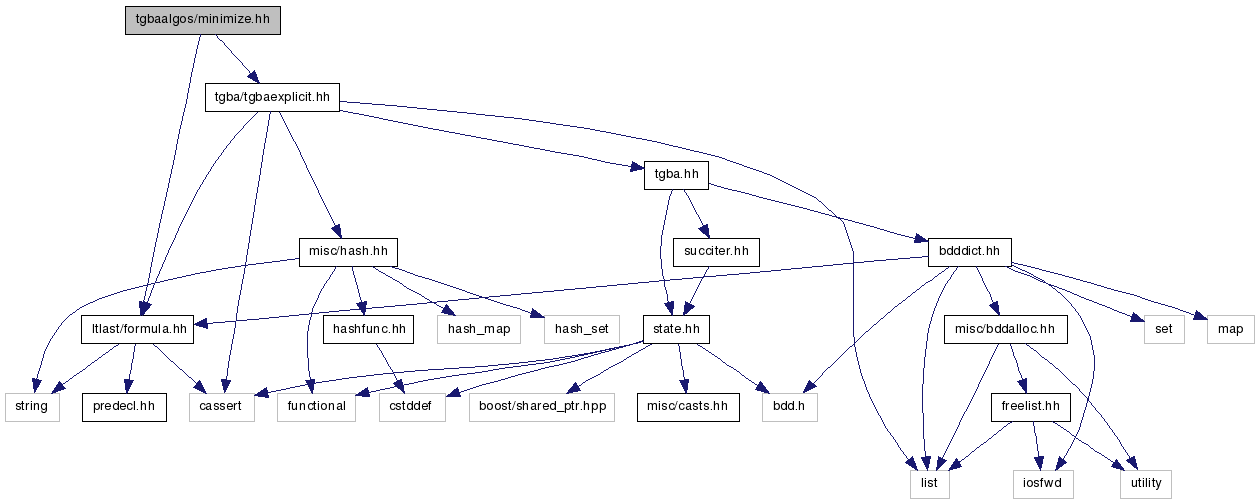 tgbaalgos/minimize.hh
tgba/tgbaexplicit.hh
tgba.hh
misc/hash.hh
succiter.hh
bdddict.hh
ltlast/formula.hh
hashfunc.hh
hash_map
hash_set
state.hh
misc/bddalloc.hh
set
map
string
predecl.hh
cassert
functional
cstddef
boost/shared_ptr.hpp
misc/casts.hh
bdd.h
freelist.hh
list
iosfwd
utility